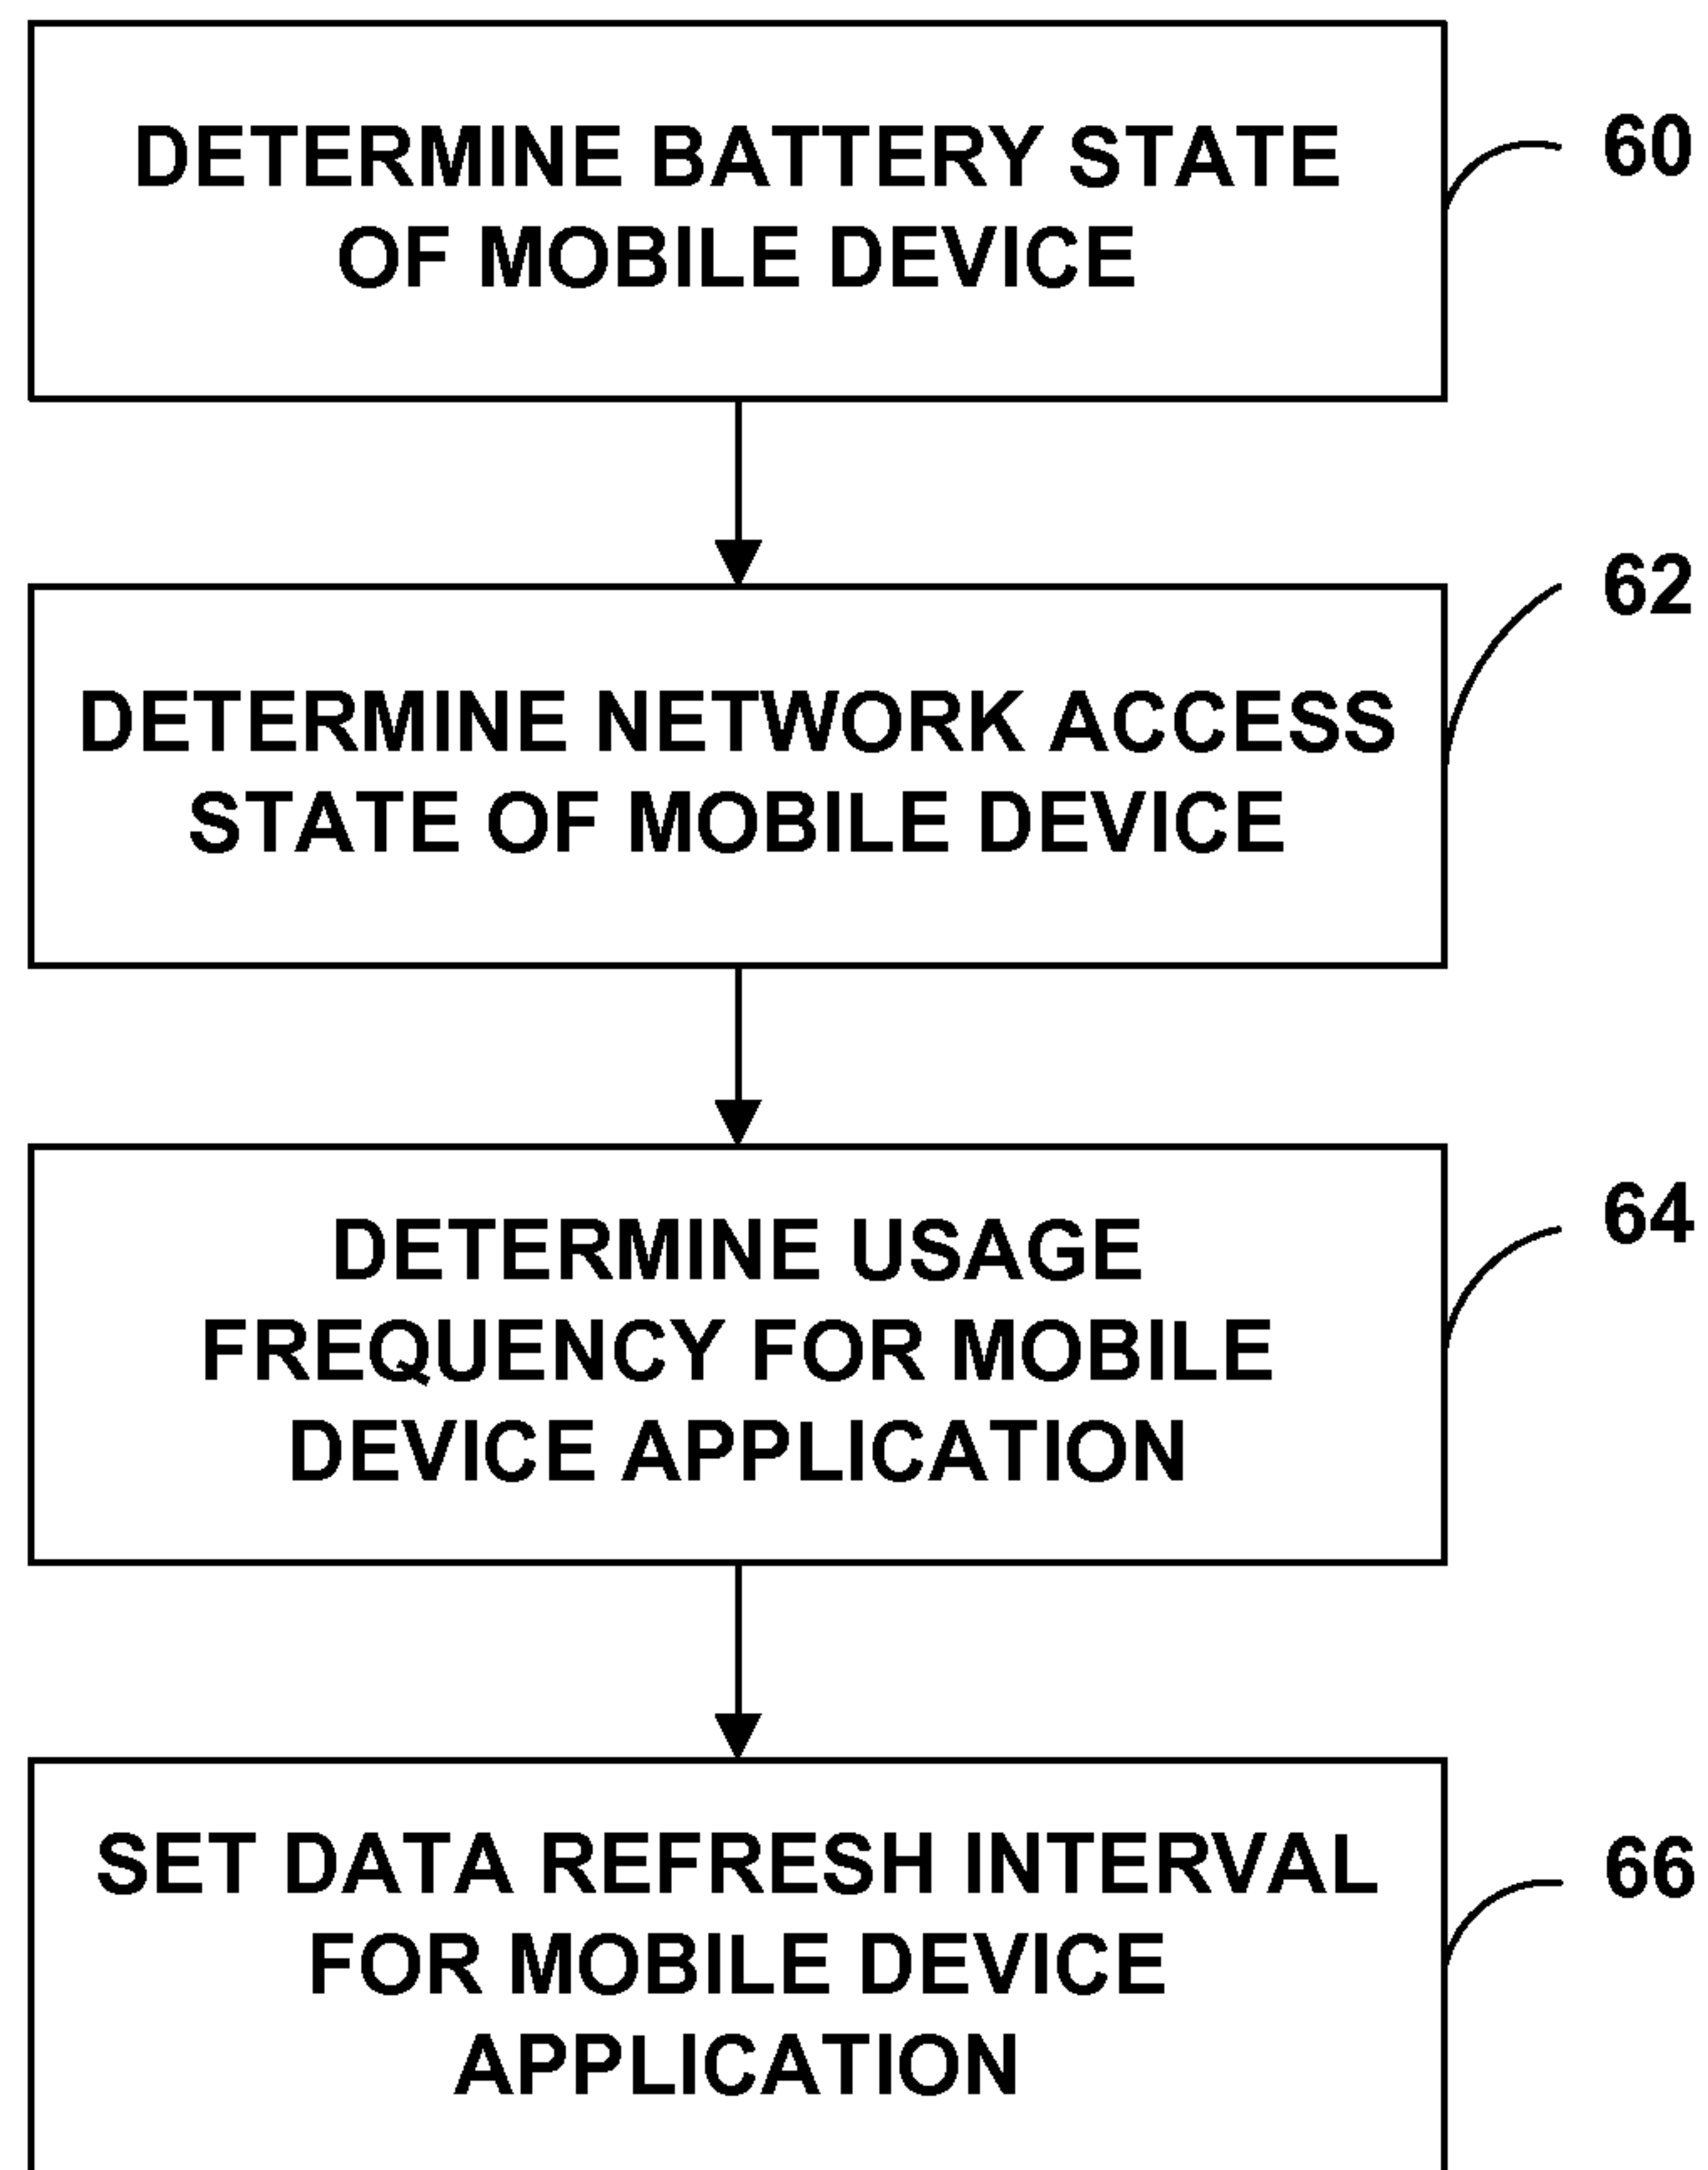 DETERMINE BATTERY STATE
OF MOBILE DEVICE
60
DETERMINE NETWORK ACCESS
STATE OF MOBILE DEVICE
62
DETERMINE USAGE
FREQUENCY FOR MOBILE
DEVICE APPLICATION
64
SET DATA REFRESH INTERVAL
FOR MOBILE DEVICE
APPLICATION
66